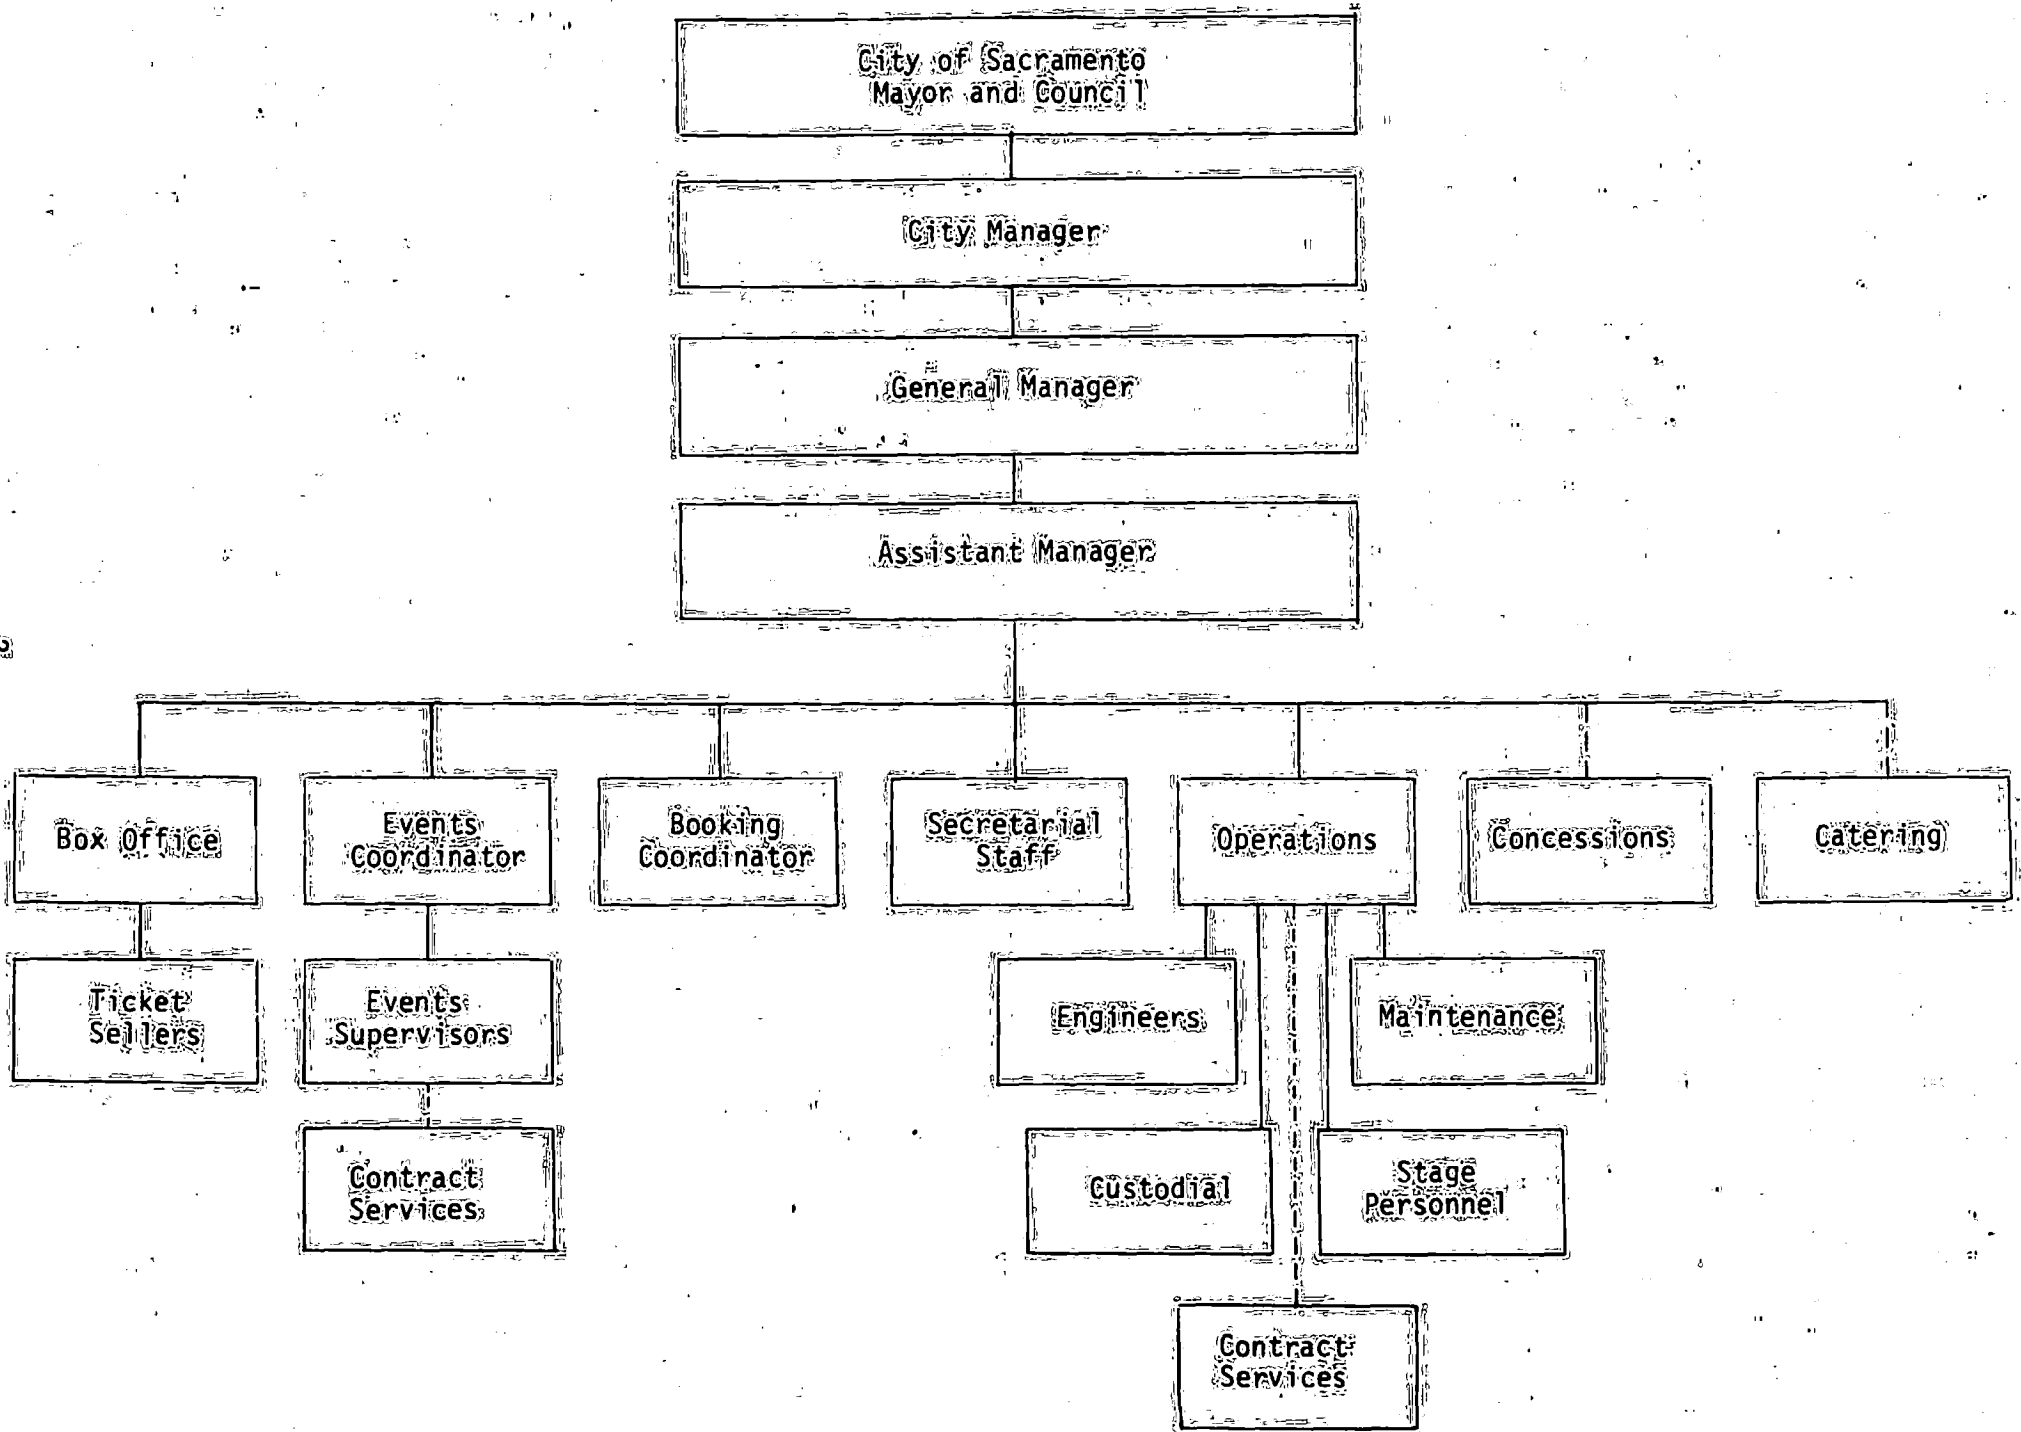 City of Sacramento
Mayor and Council
City Manager
General Manager
Assistant Manager
Box Office
Events
Coordinator
Booking
Coordinator
Secretarial
Staff
Operations
Concessions
Catering
Ticket
Sellers
Events
Supervisors
Engineers
Maintenance
Contract
Services
Custodial
Stage
Personnel
Contract
Services